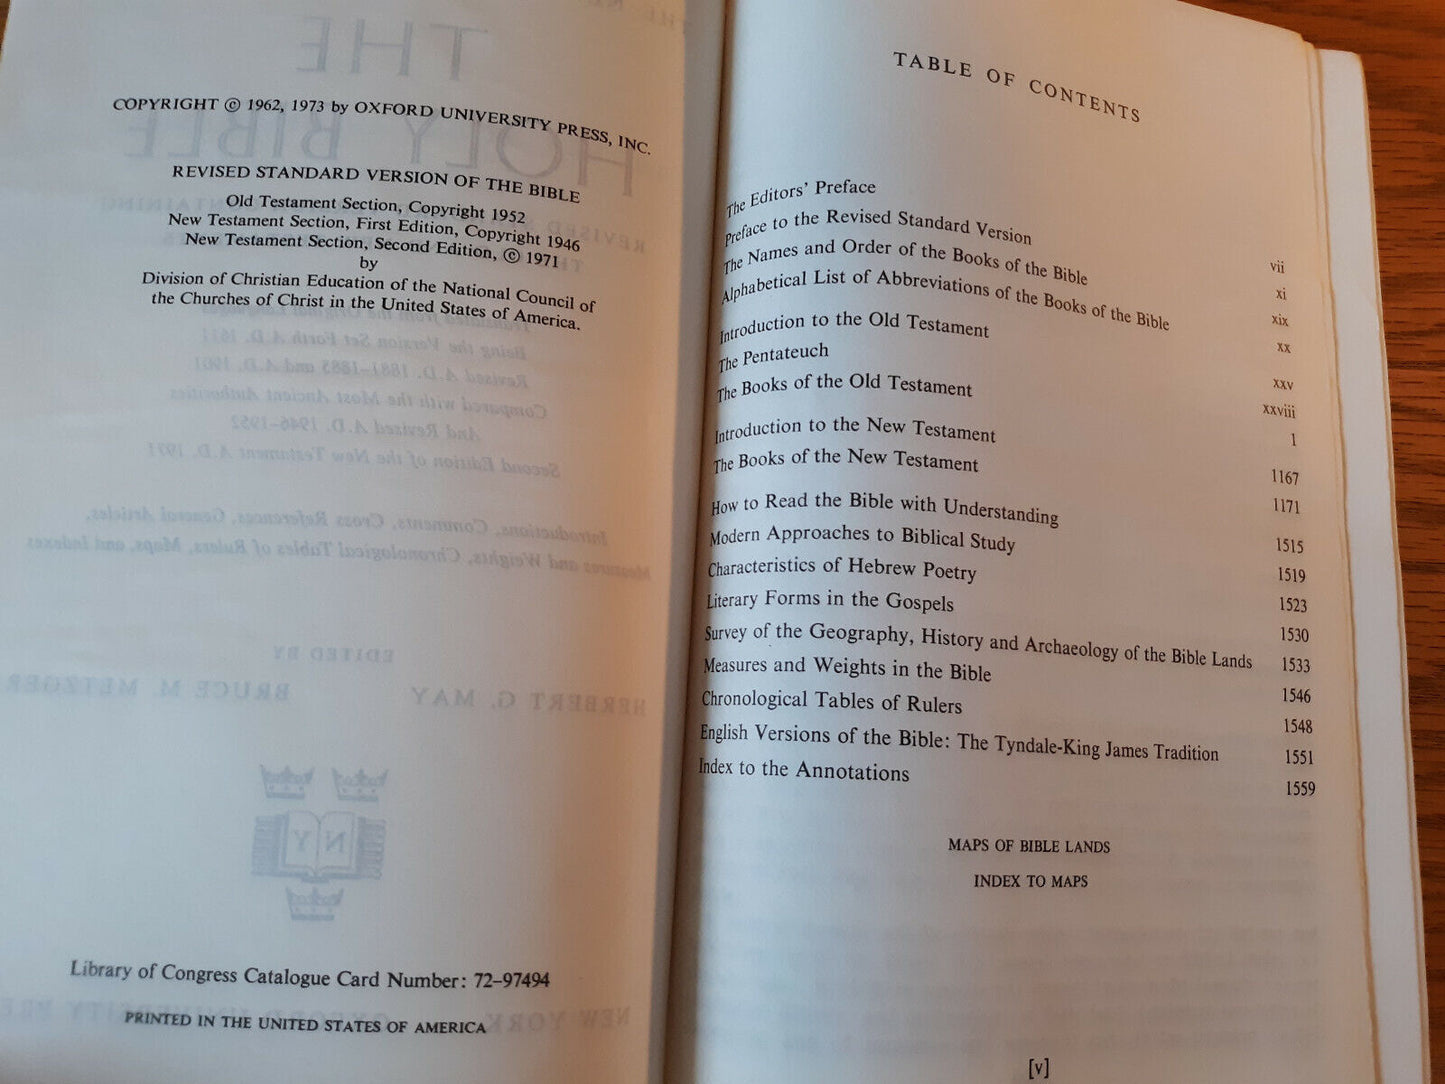 COPYRIGHT © 1962, 1973 by OXFORD UNIVERSITY PRESS, INC.
REVISED STANDARD VERSION OF THE BIBLE
Old Testament Section, Copyright 1952
New Testament Section, First Edition, Copyright 1946
New Testament Section, Second Edition, © 1971
by
Division of Christian Education of the National Council of
the Churches of Christ in the United States of America.
Library of Congress Catalogue Card Number: 72–97494
PRINTED IN THE UNITED STATES OF AMERICA
TABLE OF CONTENTS
The Editors' Preface vii
Preface to the Revised Standard Version xi
The Names and Order of the Books of the Bible xix
Alphabetical List of Abbreviations of the Books of the Bible xx
Introduction to the Old Testament xxv
The Pentateuch xxviii
The Books of the Old Testament 1
Introduction to the New Testament 1167
The Books of the New Testament 1171
How to Read the Bible with Understanding 1515
Modern Approaches to Biblical Study 1519
Characteristics of Hebrew Poetry 1523
Literary Forms in the Gospels 1530
Survey of the Geography, History and Archaeology of the Bible Lands 1533
Measures and Weights in the Bible 1546
Chronological Tables of Rulers 1548
English Versions of the Bible: The Tyndale-King James Tradition 1551
Index to the Annotations 1559
MAPS OF BIBLE LANDS
INDEX TO MAPS
[v]